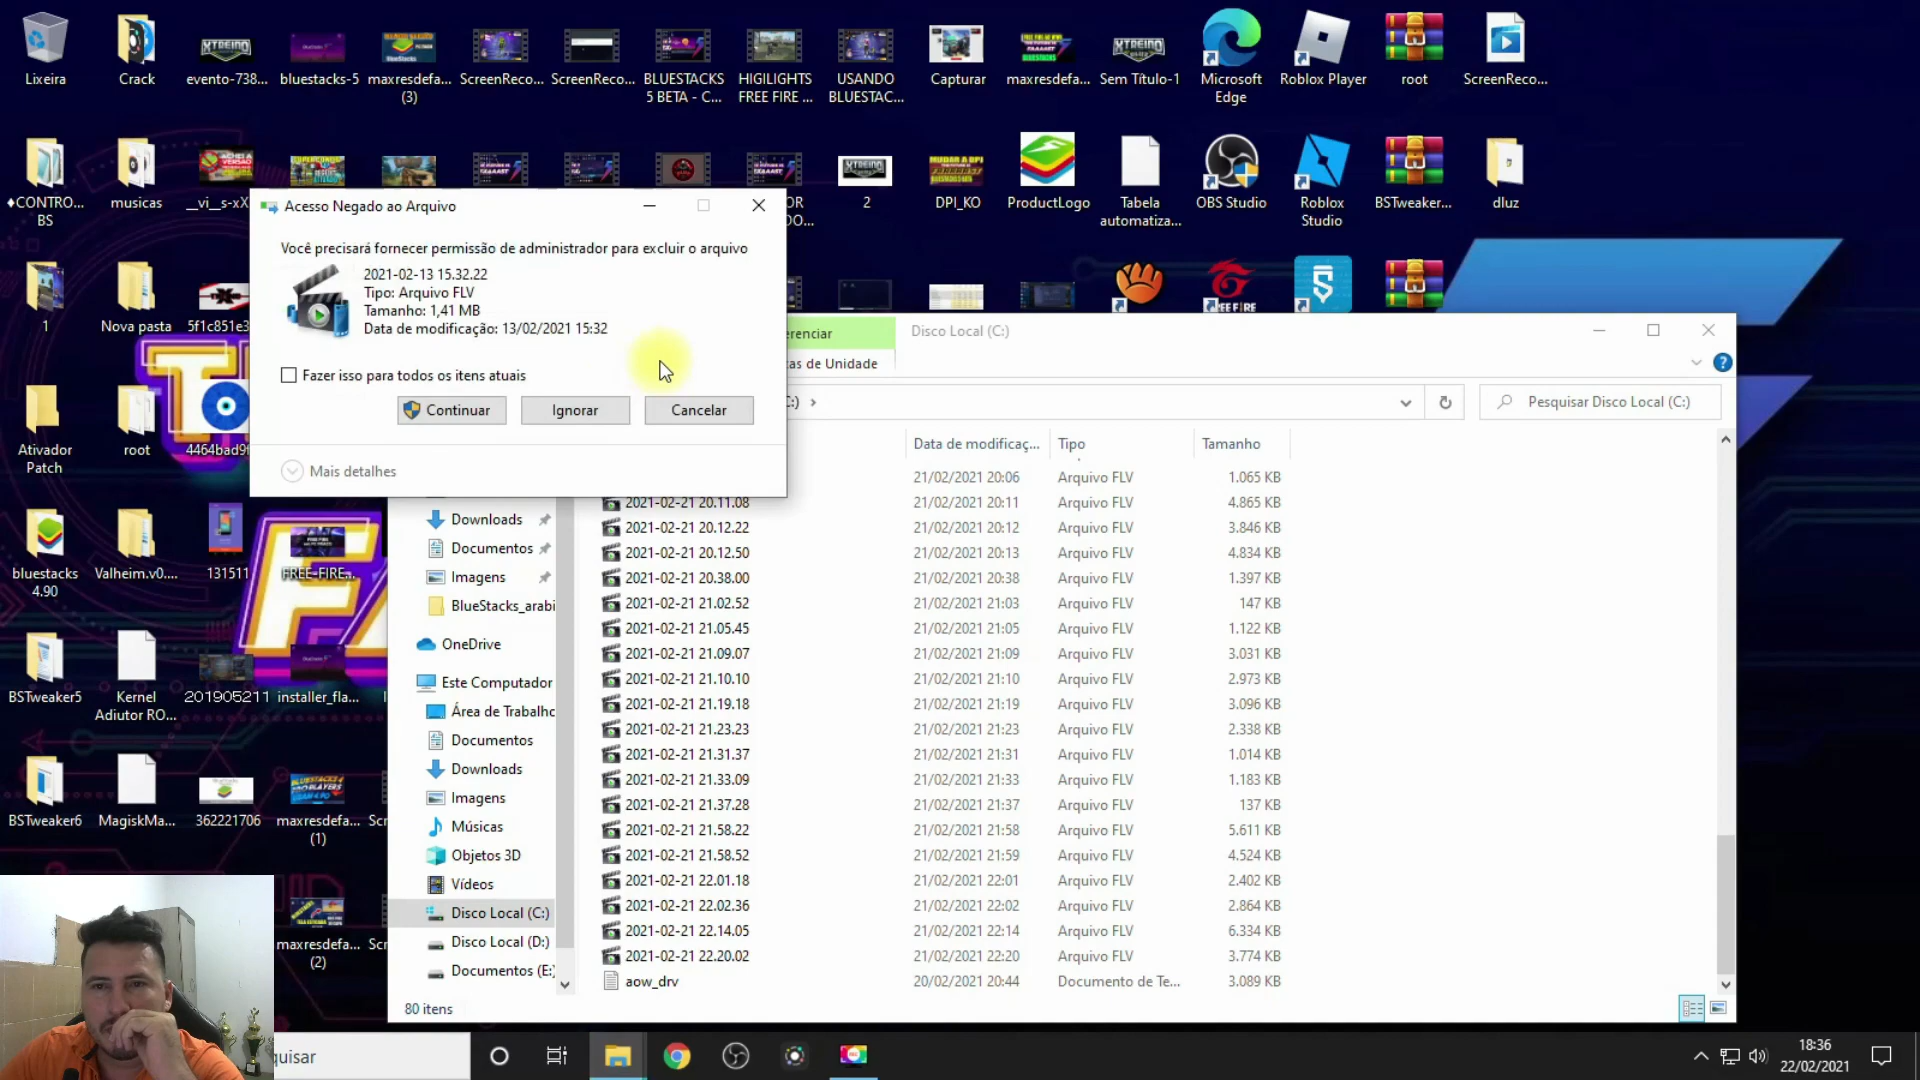 Lixeira
Crack
evento-738...
bluestacks-5
maxresdefa...
(3)
ScreenReco...
ScreenReco...
BLUESTACKS
5 BETA - C...
HIGILIGHTS
FREE FIRE ...
USANDO
BLUESTAC...
Capturar
maxresdefa...
Sem Título-1
Microsoft
Edge
Roblox Player
root
ScreenReco...
♦CONTRO...
BS
musicas
__vi__s-xX
2
DPI_KO
ProductLogo
Tabela
automatiza...
OBS Studio
Roblox
Studio
BSTweaker...
dluz
1
Nova pasta
5f1c851e3
Ativador
Patch
root
4464bad9f
bluestacks
4.90
Valheim.v0....
131511
FREE-FIRE...
BSTweaker5
Kernel
Adiutor RO...
201905211
installer_fla...
BSTweaker6
MagiskMa...
362221706
maxresdefa...
(1)
maxresdefa...
(2)
Acesso Negado ao Arquivo
Você precisará fornecer permissão de administrador para excluir o arquivo
2021-02-13 15.32.22
Tipo: Arquivo FLV
Tamanho: 1,41 MB
Data de modificação: 13/02/2021 15:32
Fazer isso para todos os itens atuais
Continuar
Ignorar
Cancelar
Mais detalhes
erenciar
Disco Local (C:)
as de Unidade
C:) ›
Pesquisar Disco Local (C:)
Data de modificaç...
Tipo
Tamanho
21/02/2021 20:06 Arquivo FLV 1.065 KB
2021-02-21 20.11.08 21/02/2021 20:11 Arquivo FLV 4.865 KB
2021-02-21 20.12.22 21/02/2021 20:12 Arquivo FLV 3.846 KB
2021-02-21 20.12.50 21/02/2021 20:13 Arquivo FLV 4.834 KB
2021-02-21 20.38.00 21/02/2021 20:38 Arquivo FLV 1.397 KB
2021-02-21 21.02.52 21/02/2021 21:03 Arquivo FLV 147 KB
2021-02-21 21.05.45 21/02/2021 21:05 Arquivo FLV 1.122 KB
2021-02-21 21.09.07 21/02/2021 21:09 Arquivo FLV 3.031 KB
2021-02-21 21.10.10 21/02/2021 21:10 Arquivo FLV 2.973 KB
2021-02-21 21.19.18 21/02/2021 21:19 Arquivo FLV 3.096 KB
2021-02-21 21.23.23 21/02/2021 21:23 Arquivo FLV 2.338 KB
2021-02-21 21.31.37 21/02/2021 21:31 Arquivo FLV 1.014 KB
2021-02-21 21.33.09 21/02/2021 21:33 Arquivo FLV 1.183 KB
2021-02-21 21.37.28 21/02/2021 21:37 Arquivo FLV 137 KB
2021-02-21 21.58.22 21/02/2021 21:58 Arquivo FLV 5.611 KB
2021-02-21 21.58.52 21/02/2021 21:59 Arquivo FLV 4.524 KB
2021-02-21 22.01.18 21/02/2021 22:01 Arquivo FLV 2.402 KB
2021-02-21 22.02.36 21/02/2021 22:02 Arquivo FLV 2.864 KB
2021-02-21 22.14.05 21/02/2021 22:14 Arquivo FLV 6.334 KB
2021-02-21 22.20.02 21/02/2021 22:20 Arquivo FLV 3.774 KB
aow_drv 20/02/2021 20:44 Documento de Te... 3.089 KB
Downloads
Documentos
Imagens
BlueStacks_arabi
OneDrive
Este Computador
Área de Trabalho
Documentos
Downloads
Imagens
Músicas
Objetos 3D
Vídeos
Disco Local (C:)
Disco Local (D:)
Documentos (E:)
80 itens
quisar
18:36
22/02/2021